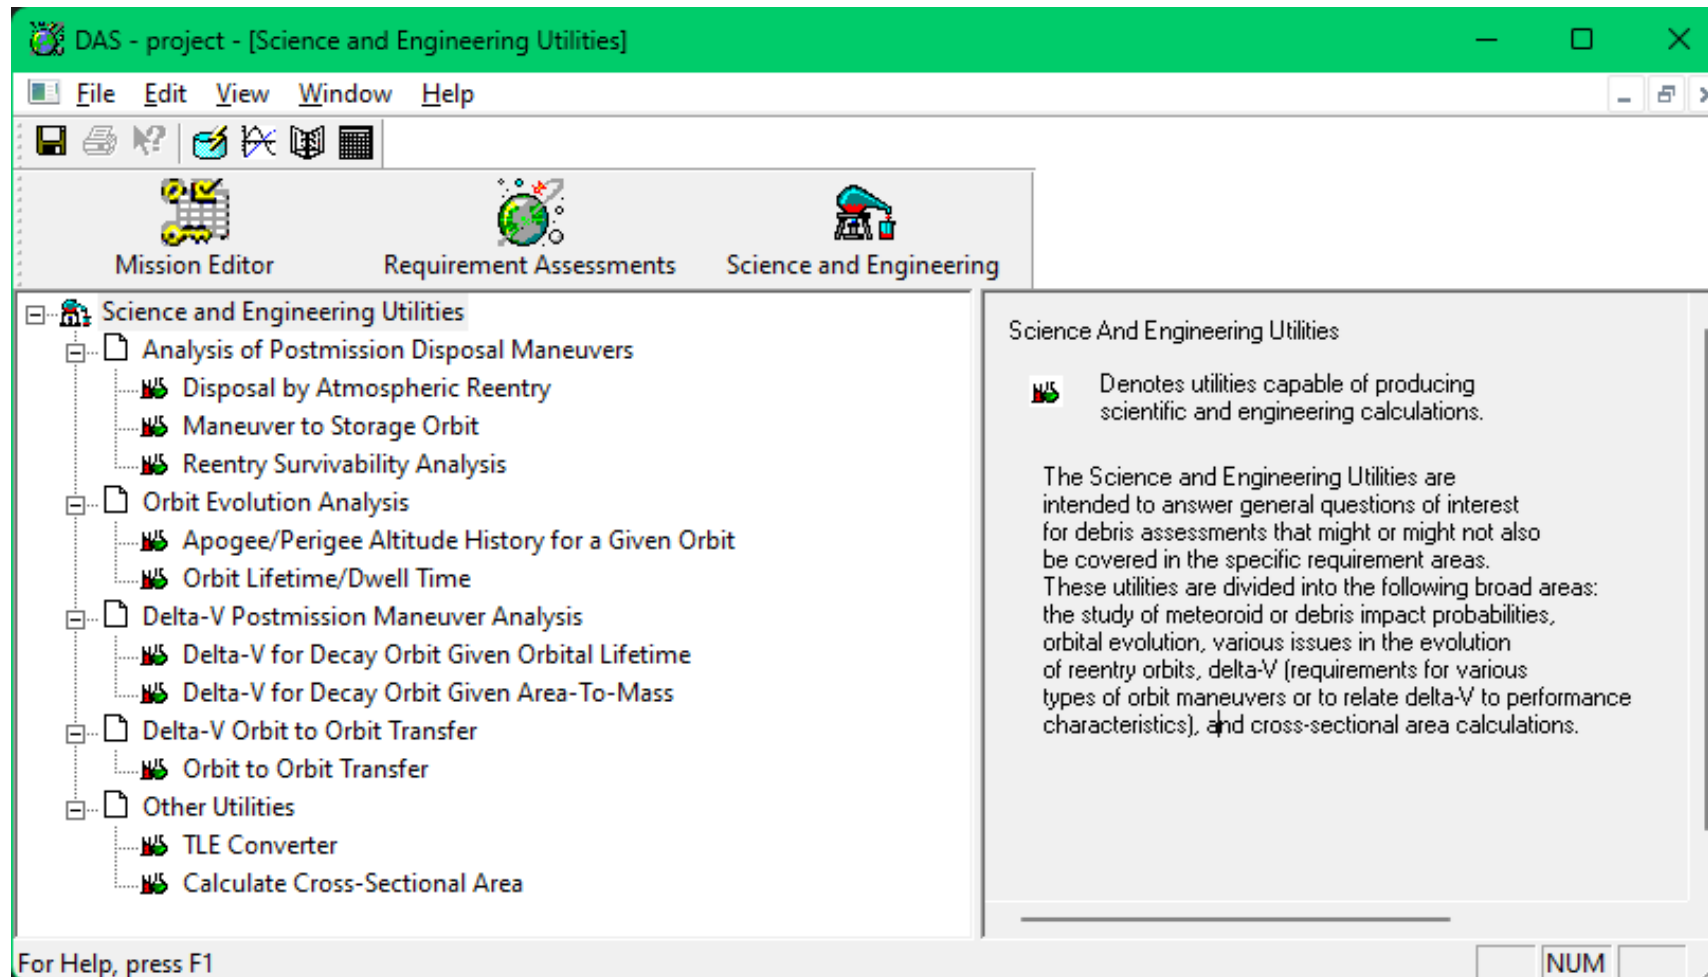 DAS - project - [Science and Engineering Utilities]
File Edit View Window Help
Mission Editor Requirement Assessments Science and Engineering
Science and Engineering Utilities
Analysis of Postmission Disposal Maneuvers
Disposal by Atmospheric Reentry
Maneuver to Storage Orbit
Reentry Survivability Analysis
Orbit Evolution Analysis
Apogee/Perigee Altitude History for a Given Orbit
Orbit Lifetime/Dwell Time
Delta-V Postmission Maneuver Analysis
Delta-V for Decay Orbit Given Orbital Lifetime
Delta-V for Decay Orbit Given Area-To-Mass
Delta-V Orbit to Orbit Transfer
Orbit to Orbit Transfer
Other Utilities
TLE Converter
Calculate Cross-Sectional Area
Science And Engineering Utilities
Denotes utilities capable of producing
scientific and engineering calculations.
The Science and Engineering Utilities are
intended to answer general questions of interest
for debris assessments that might or might not also
be covered in the specific requirement areas.
These utilities are divided into the following broad areas:
the study of meteoroid or debris impact probabilities,
orbital evolution, various issues in the evolution
of reentry orbits, delta-V (requirements for various
types of orbit maneuvers or to relate delta-V to performance
characteristics), and cross-sectional area calculations.
For Help, press F1
NUM